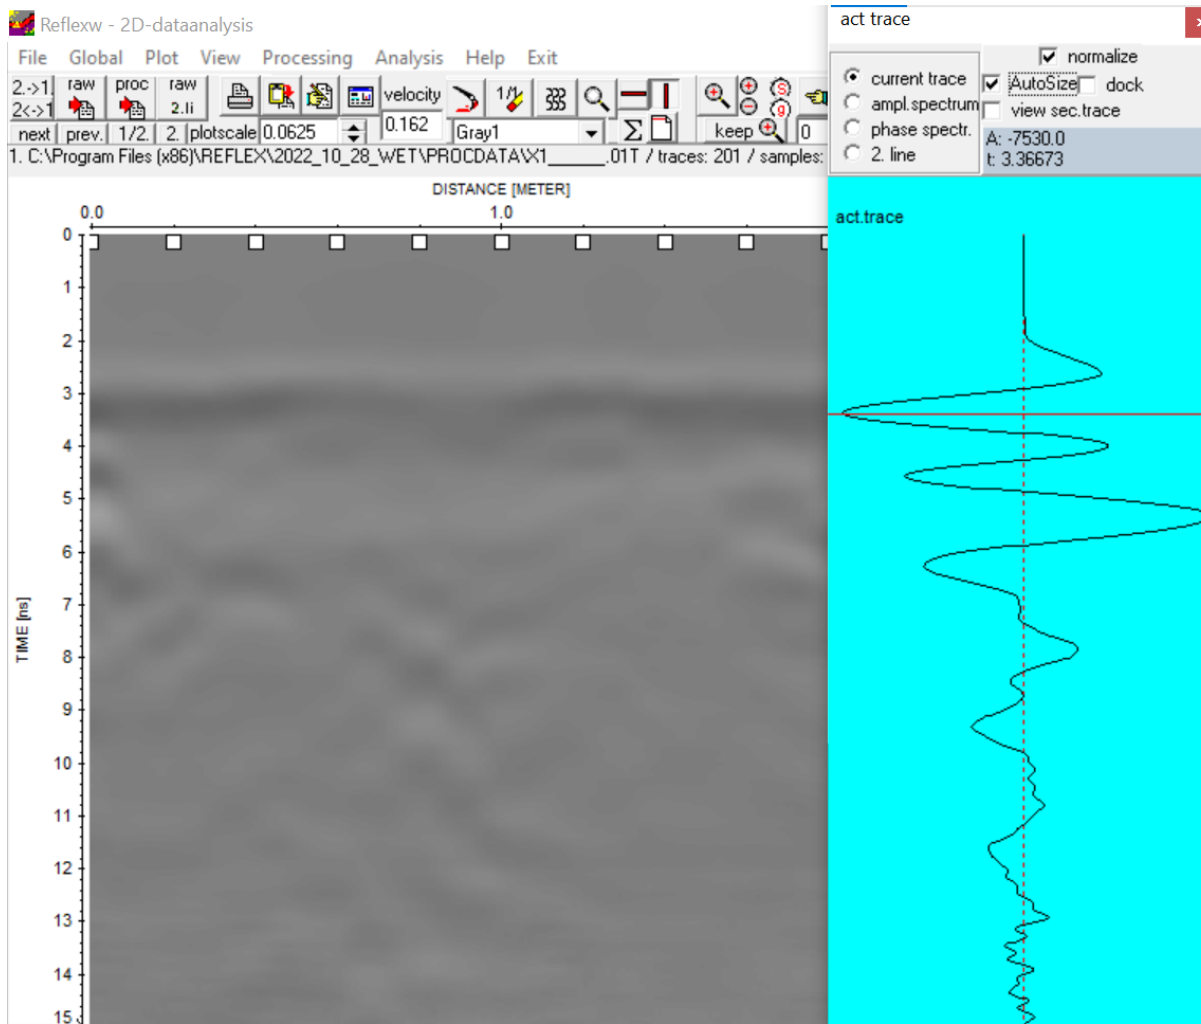 Reflexw - 2D-dataanalysis
File Global Plot View Processing Analysis Help Exit
2.->1 raw proc raw velocity
2<->1 2.li 0.162
next prev. 1/2. 2. plotscale 0.0625 Gray1 Σ keep 0
1. C:\Program Files (x86)\REFLEX\2022_10_28_WET\PROCDATA\X1______.01T / traces: 201 / samples:
DISTANCE [METER]
0.0 1.0
0
1
2
3
4
5
6
7
8
9
10
11
12
13
14
15
TIME [ns]
act trace
normalize
current trace AutoSize dock
ampl.spectrum view sec.trace
phase spectr. A: -7530.0
2. line t: 3.36673
act.trace